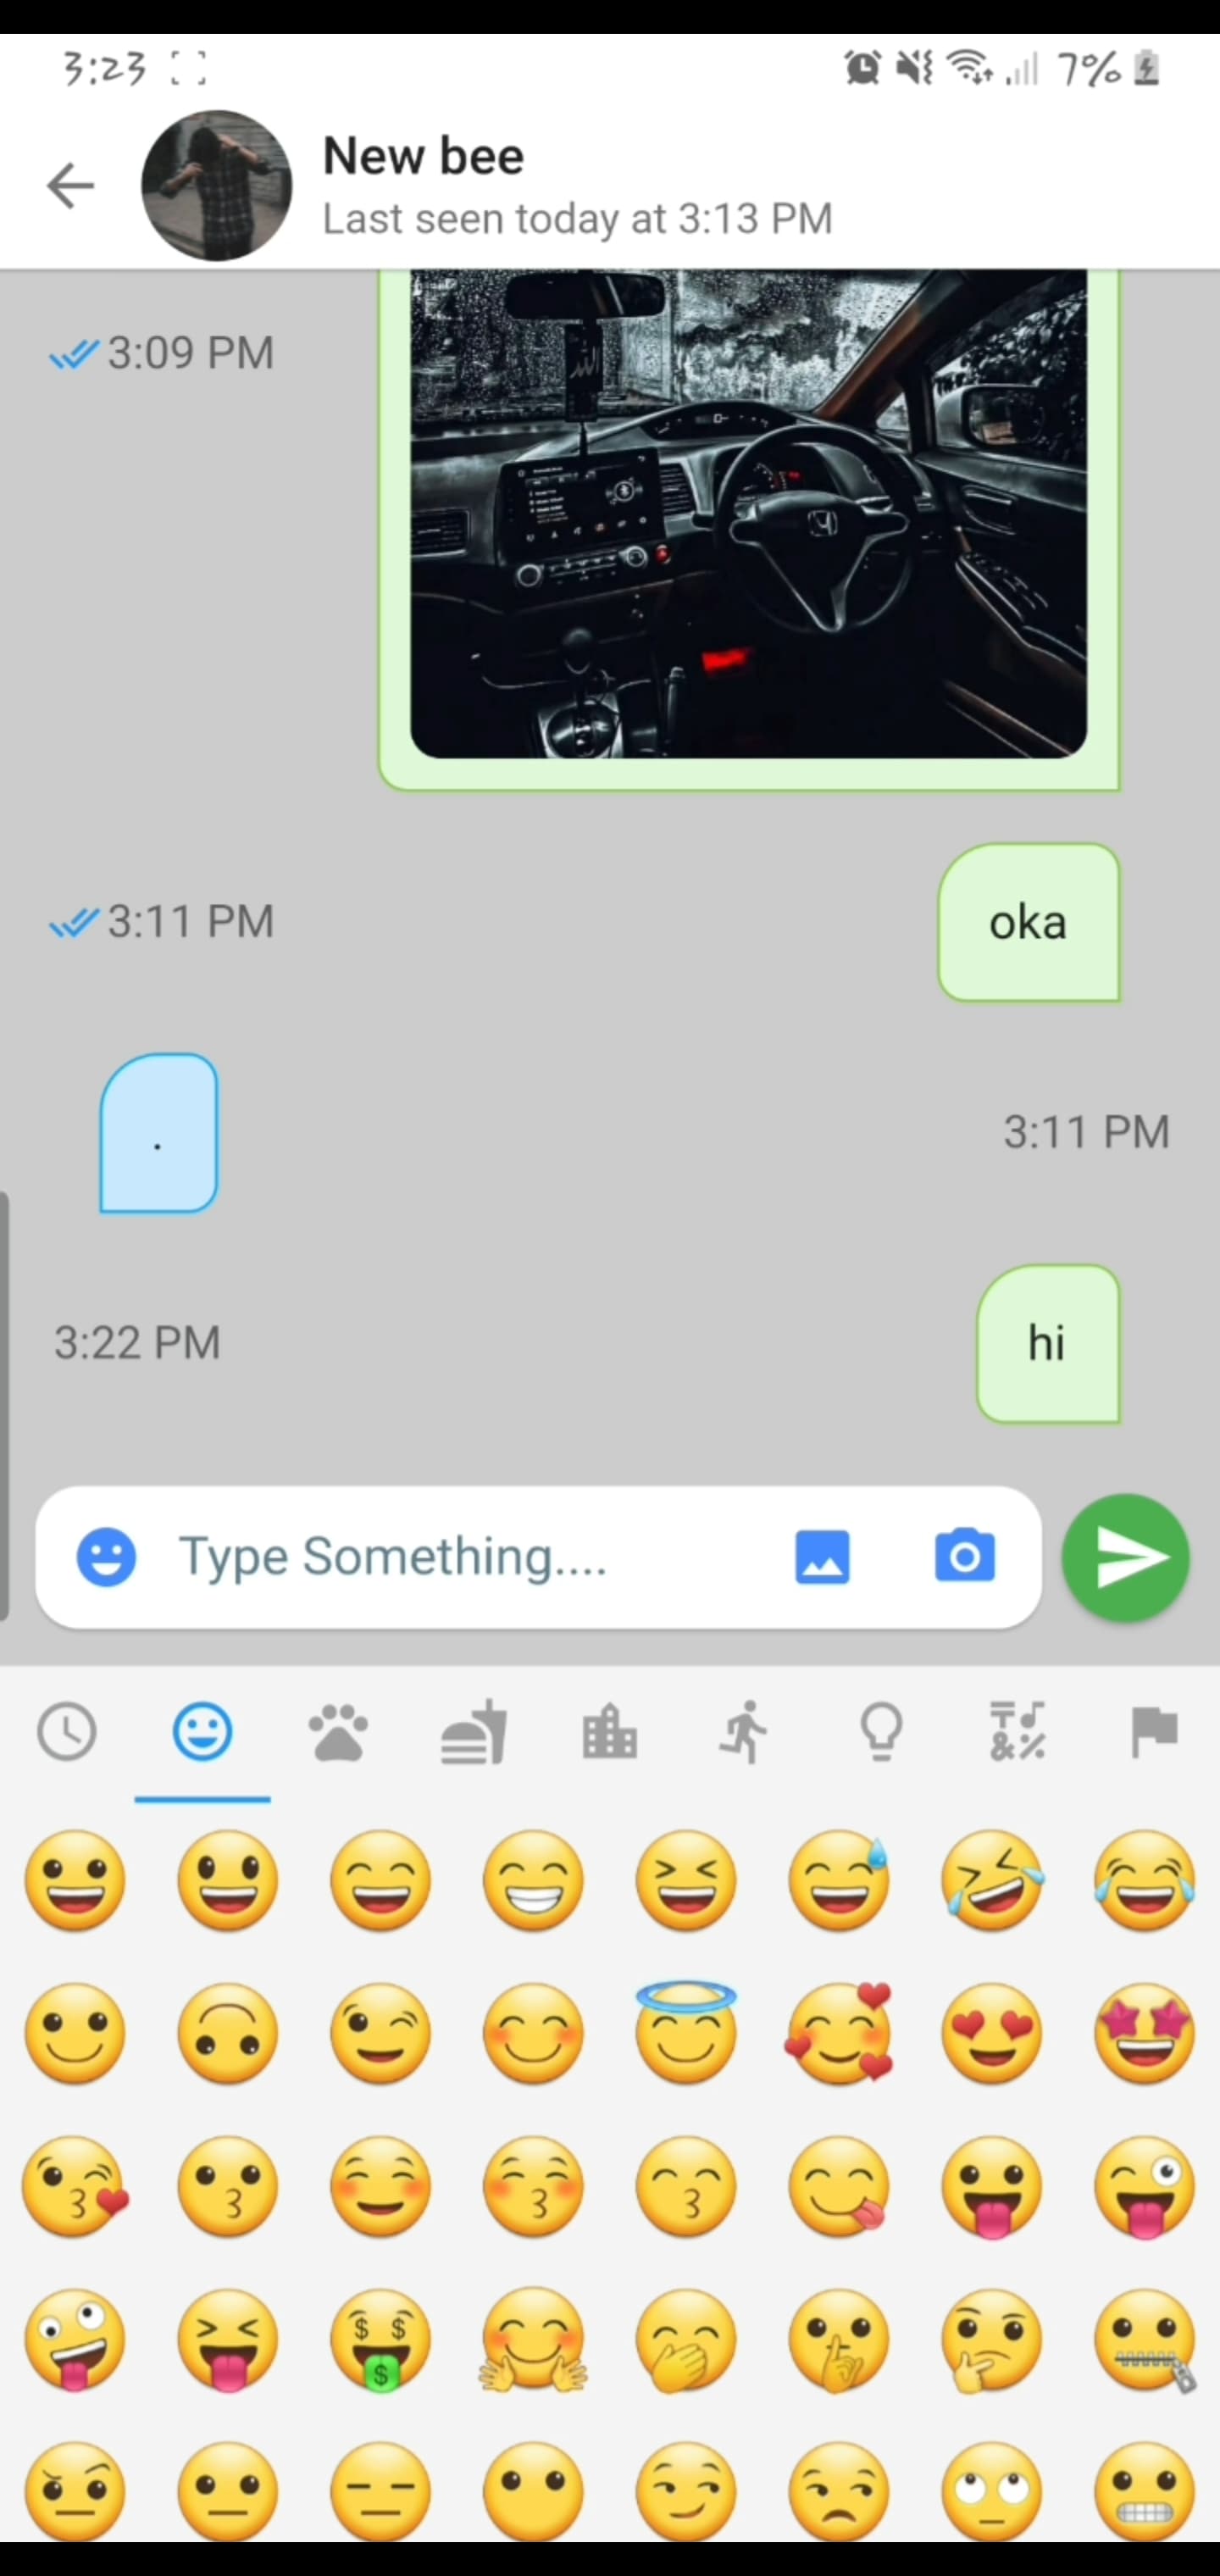 3:23
7%
New bee
Last seen today at 3:13 PM
3:09 PM
الله
3:11 PM
oka
.
3:11 PM
3:22 PM
hi
Type Something....